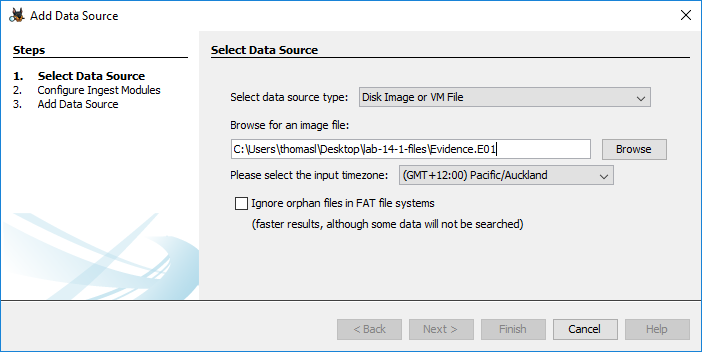 Add Data Source
Steps
1. Select Data Source
2. Configure Ingest Modules
3. Add Data Source
Select Data Source
Select data source type: Disk Image or VM File
Browse for an image file:
C:\Users\thomasl\Desktop\lab-14-1-files\Evidence.E01 Browse
Please select the input timezone: (GMT+12:00) Pacific/Auckland
Ignore orphan files in FAT file systems
(faster results, although some data will not be searched)
< Back Next > Finish Cancel Help